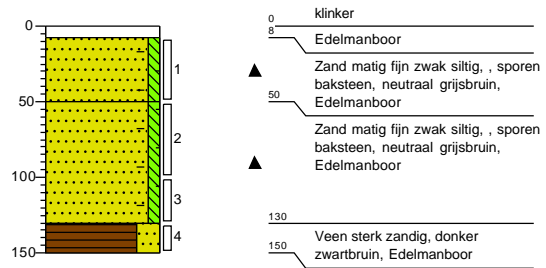 0
50
100
150
1
2
3
4
0
klinker
8
Edelmanboor
Zand matig fijn zwak siltig, , sporen
baksteen, neutraal grijsbruin,
Edelmanboor
50
Zand matig fijn zwak siltig, , sporen
baksteen, neutraal grijsbruin,
Edelmanboor
130
Veen sterk zandig, donker
zwartbruin, Edelmanboor
150